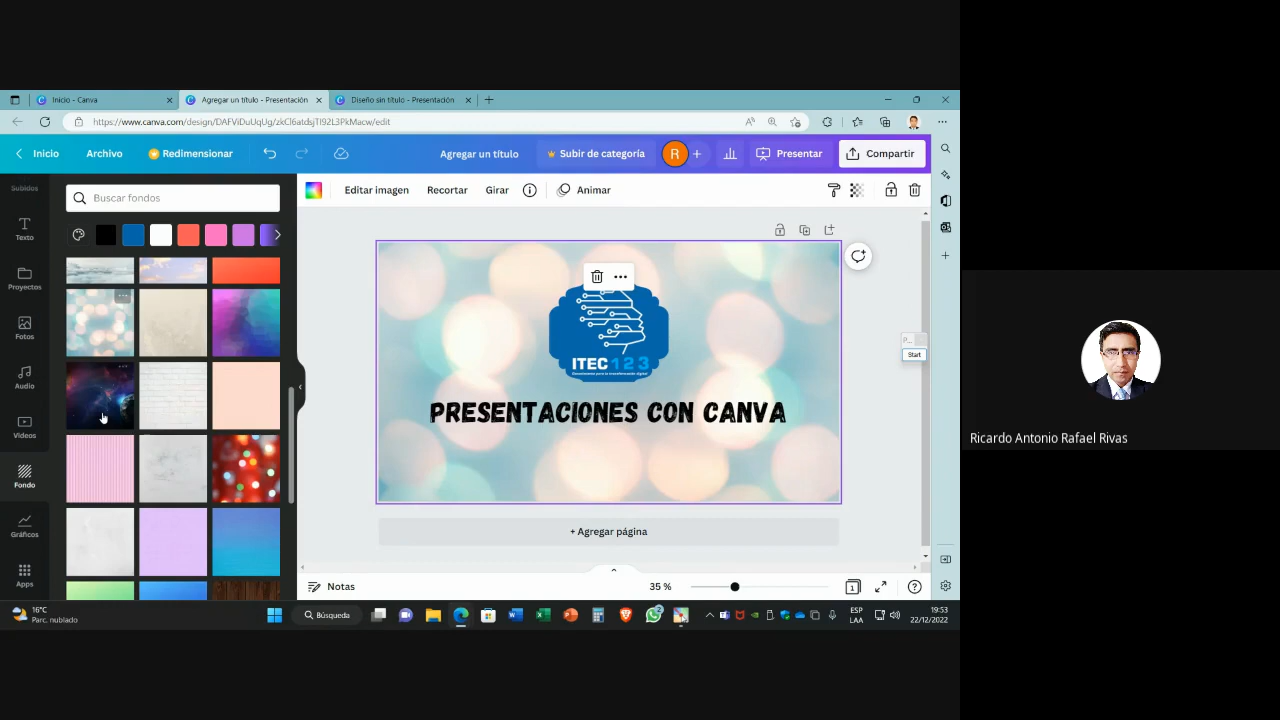 Inicio - Canva
Agregar un título - Presentación
Diseño sin título - Presentación
https://www.canva.com/design/DAFViDuUqUg/zkCl6atdsjTI92L3PkMacw/edit
Inicio
Archivo
Redimensionar
Agregar un título
Subir de categoría
R
Presentar
Compartir
Subidos
Texto
Proyectos
Fotos
Audio
Videos
Fondo
Gráficos
Apps
Buscar fondos
Editar imagen
Recortar
Girar
Animar
ITEC 123
PRESENTACIONES CON CANVA
Start
+ Agregar página
Notas
35 %
1
16°C
Parc. nublado
Búsqueda
ESP
LAA
19:53
22/12/2022
Ricardo Antonio Rafael Rivas